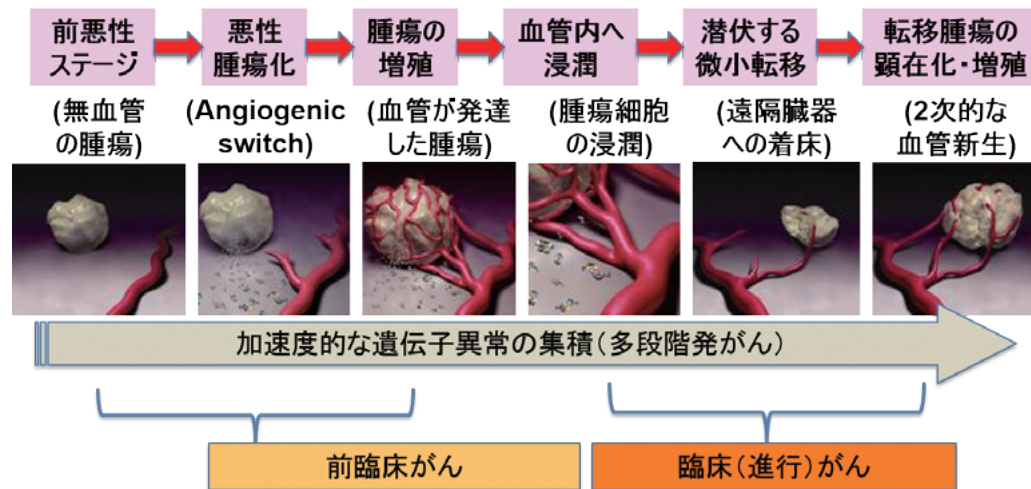 前悪性
ステージ
悪性
腫瘍化
腫瘍の
増殖
血管内へ
浸潤
潜伏する
微小転移
転移腫瘍の
顕在化・増殖
(無血管
の腫瘍)
(Angiogenic
switch)
(血管が発達
した腫瘍)
(腫瘍細胞
の浸潤)
(遠隔臓器
への着床)
(2次的な
血管新生)
加速度的な遺伝子異常の集積(多段階発がん)
前臨床がん
臨床(進行)がん